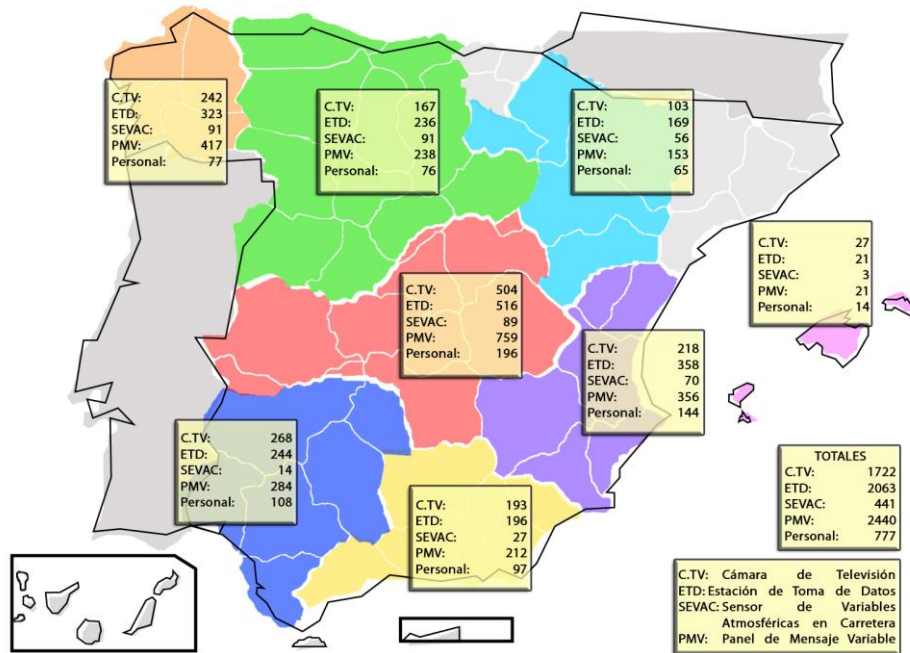 C.TV: 242
ETD: 323
SEVAC: 91
PMV: 417
Personal: 77
C.TV: 167
ETD: 236
SEVAC: 91
PMV: 238
Personal: 76
C.TV: 103
ETD: 169
SEVAC: 56
PMV: 153
Personal: 65
C.TV: 27
ETD: 21
SEVAC: 3
PMV: 21
Personal: 14
C.TV: 504
ETD: 516
SEVAC: 89
PMV: 759
Personal: 196
C.TV: 218
ETD: 358
SEVAC: 70
PMV: 356
Personal: 144
C.TV: 268
ETD: 244
SEVAC: 14
PMV: 284
Personal: 108
C.TV: 193
ETD: 196
SEVAC: 27
PMV: 212
Personal: 97
TOTALES
C.TV: 1722
ETD: 2063
SEVAC: 441
PMV: 2440
Personal: 777
C.TV: Cámara de Televisión
ETD: Estación de Toma de Datos
SEVAC: Sensor de Variables
Atmosféricas en Carretera
PMV: Panel de Mensaje Variable